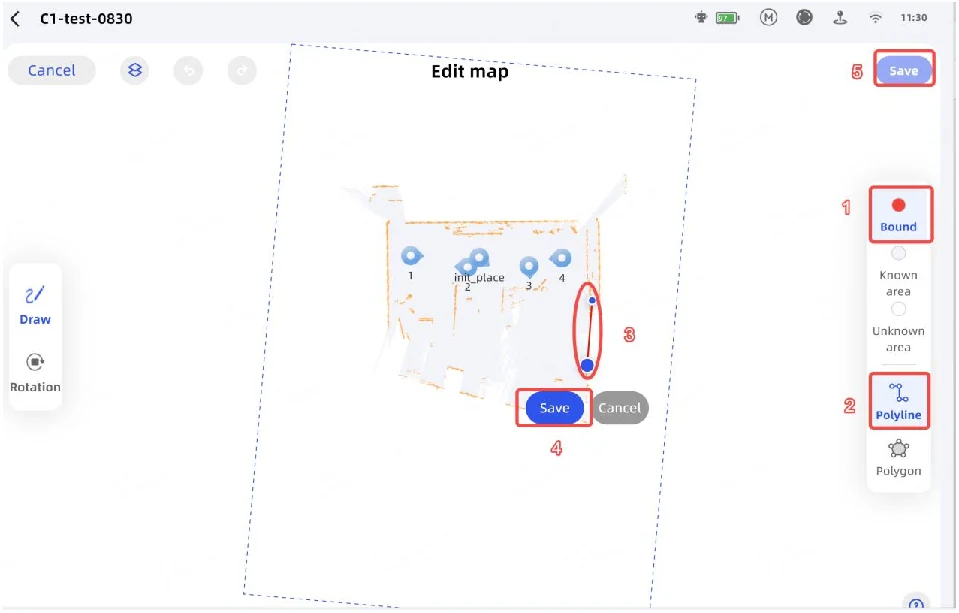 C1-test-0830
97
M
11:30
Cancel
Edit map
5
Save
1
Bound
Known
area
Unknown
area
1
init_place
2
3
4
Draw
Rotation
3
2
Polyline
Polygon
Save
Cancel
4
?